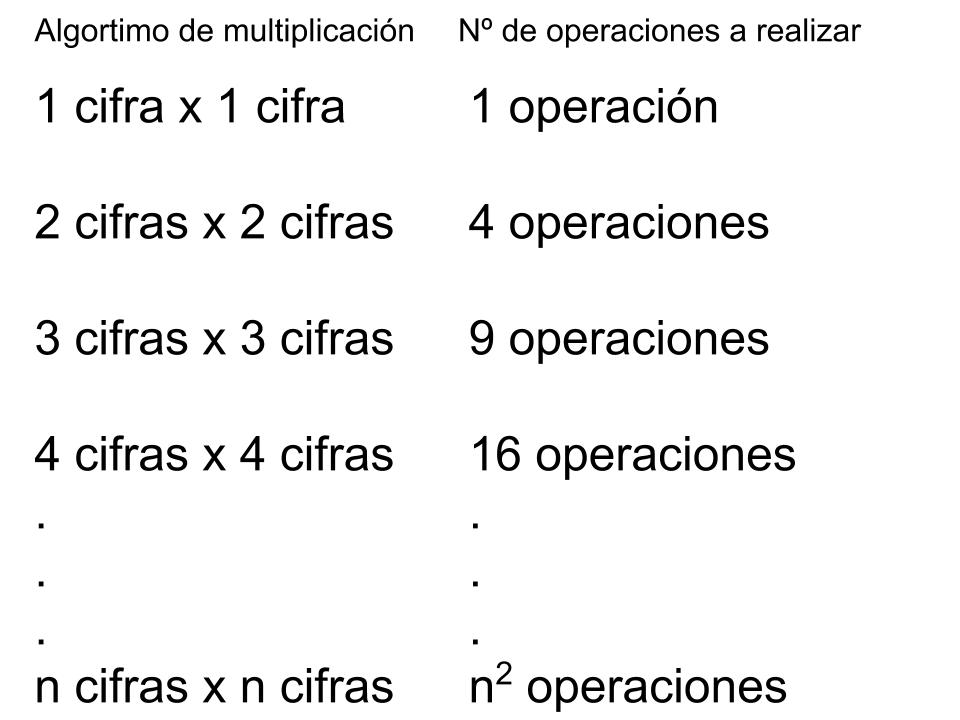 Algortimo de multiplicación Nº de operaciones a realizar
1 cifra x 1 cifra 1 operación
2 cifras x 2 cifras 4 operaciones
3 cifras x 3 cifras 9 operaciones
4 cifras x 4 cifras 16 operaciones
. .
. .
. .
n cifras x n cifras n² operaciones